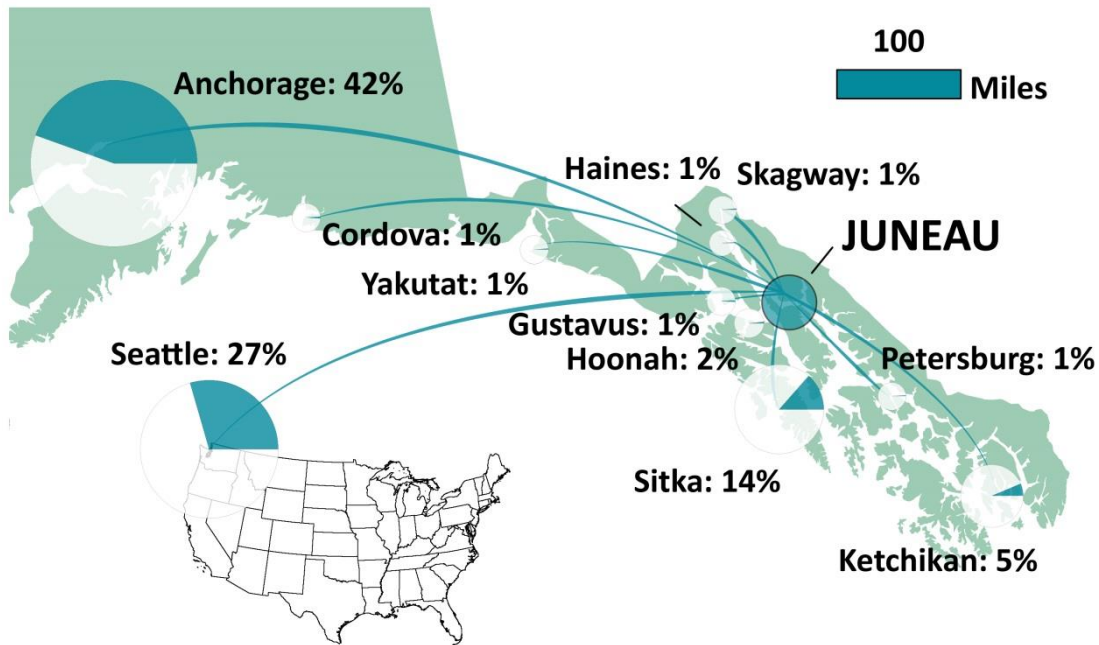 100
Miles
Anchorage: 42%
Haines: 1%
Skagway: 1%
Cordova: 1%
JUNEAU
Yakutat: 1%
Gustavus: 1%
Seattle: 27%
Hoonah: 2%
Petersburg: 1%
Sitka: 14%
Ketchikan: 5%